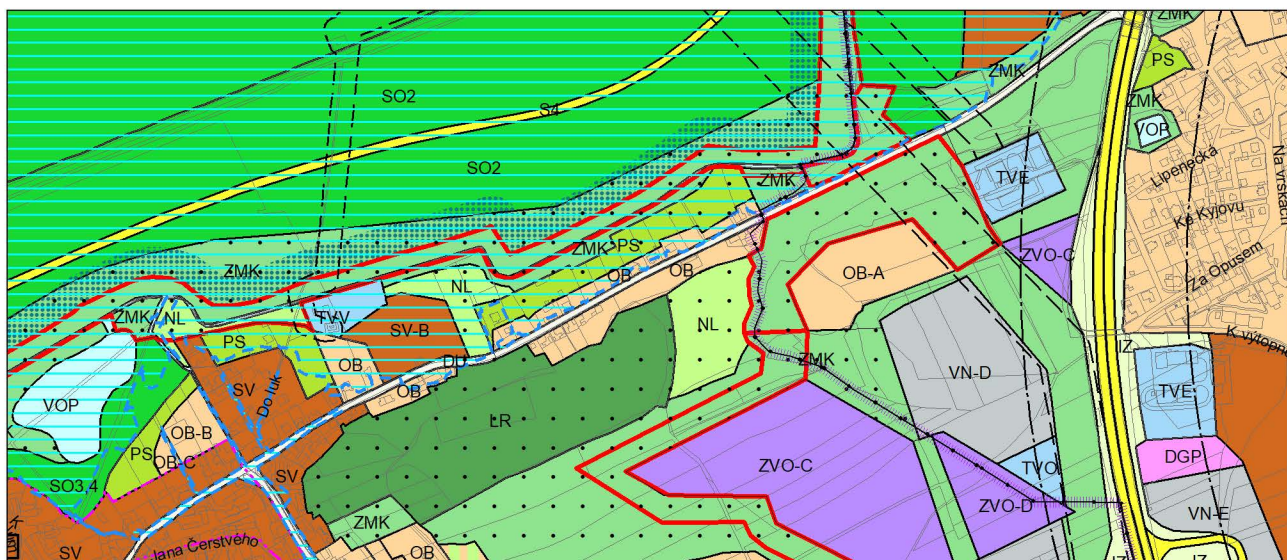 ZMK
PS
ZMK
SO2
S4
ZMK
VOP
SO2
Lipenecká
Na vrskáh
TVE
ZMK
Ke Kyjovu
ZMK
PS
OB
OB
ZVO-C
Za Opusem
ZMK
NL
OB-A
ZMK
NL
TVV
SV-B
NL
K výtopně
PS
IZ
ZMK
DU
OB
VN-D
SV
OB
TVE
VOP
Do luk
LR
OB-B
PS
OB-C
DGP
ZVO-C
TVO
SV
SO3,4
ZVO-D
VN-E
ZMK
SV
Jana Čerstvého
OB
IZ
IZ